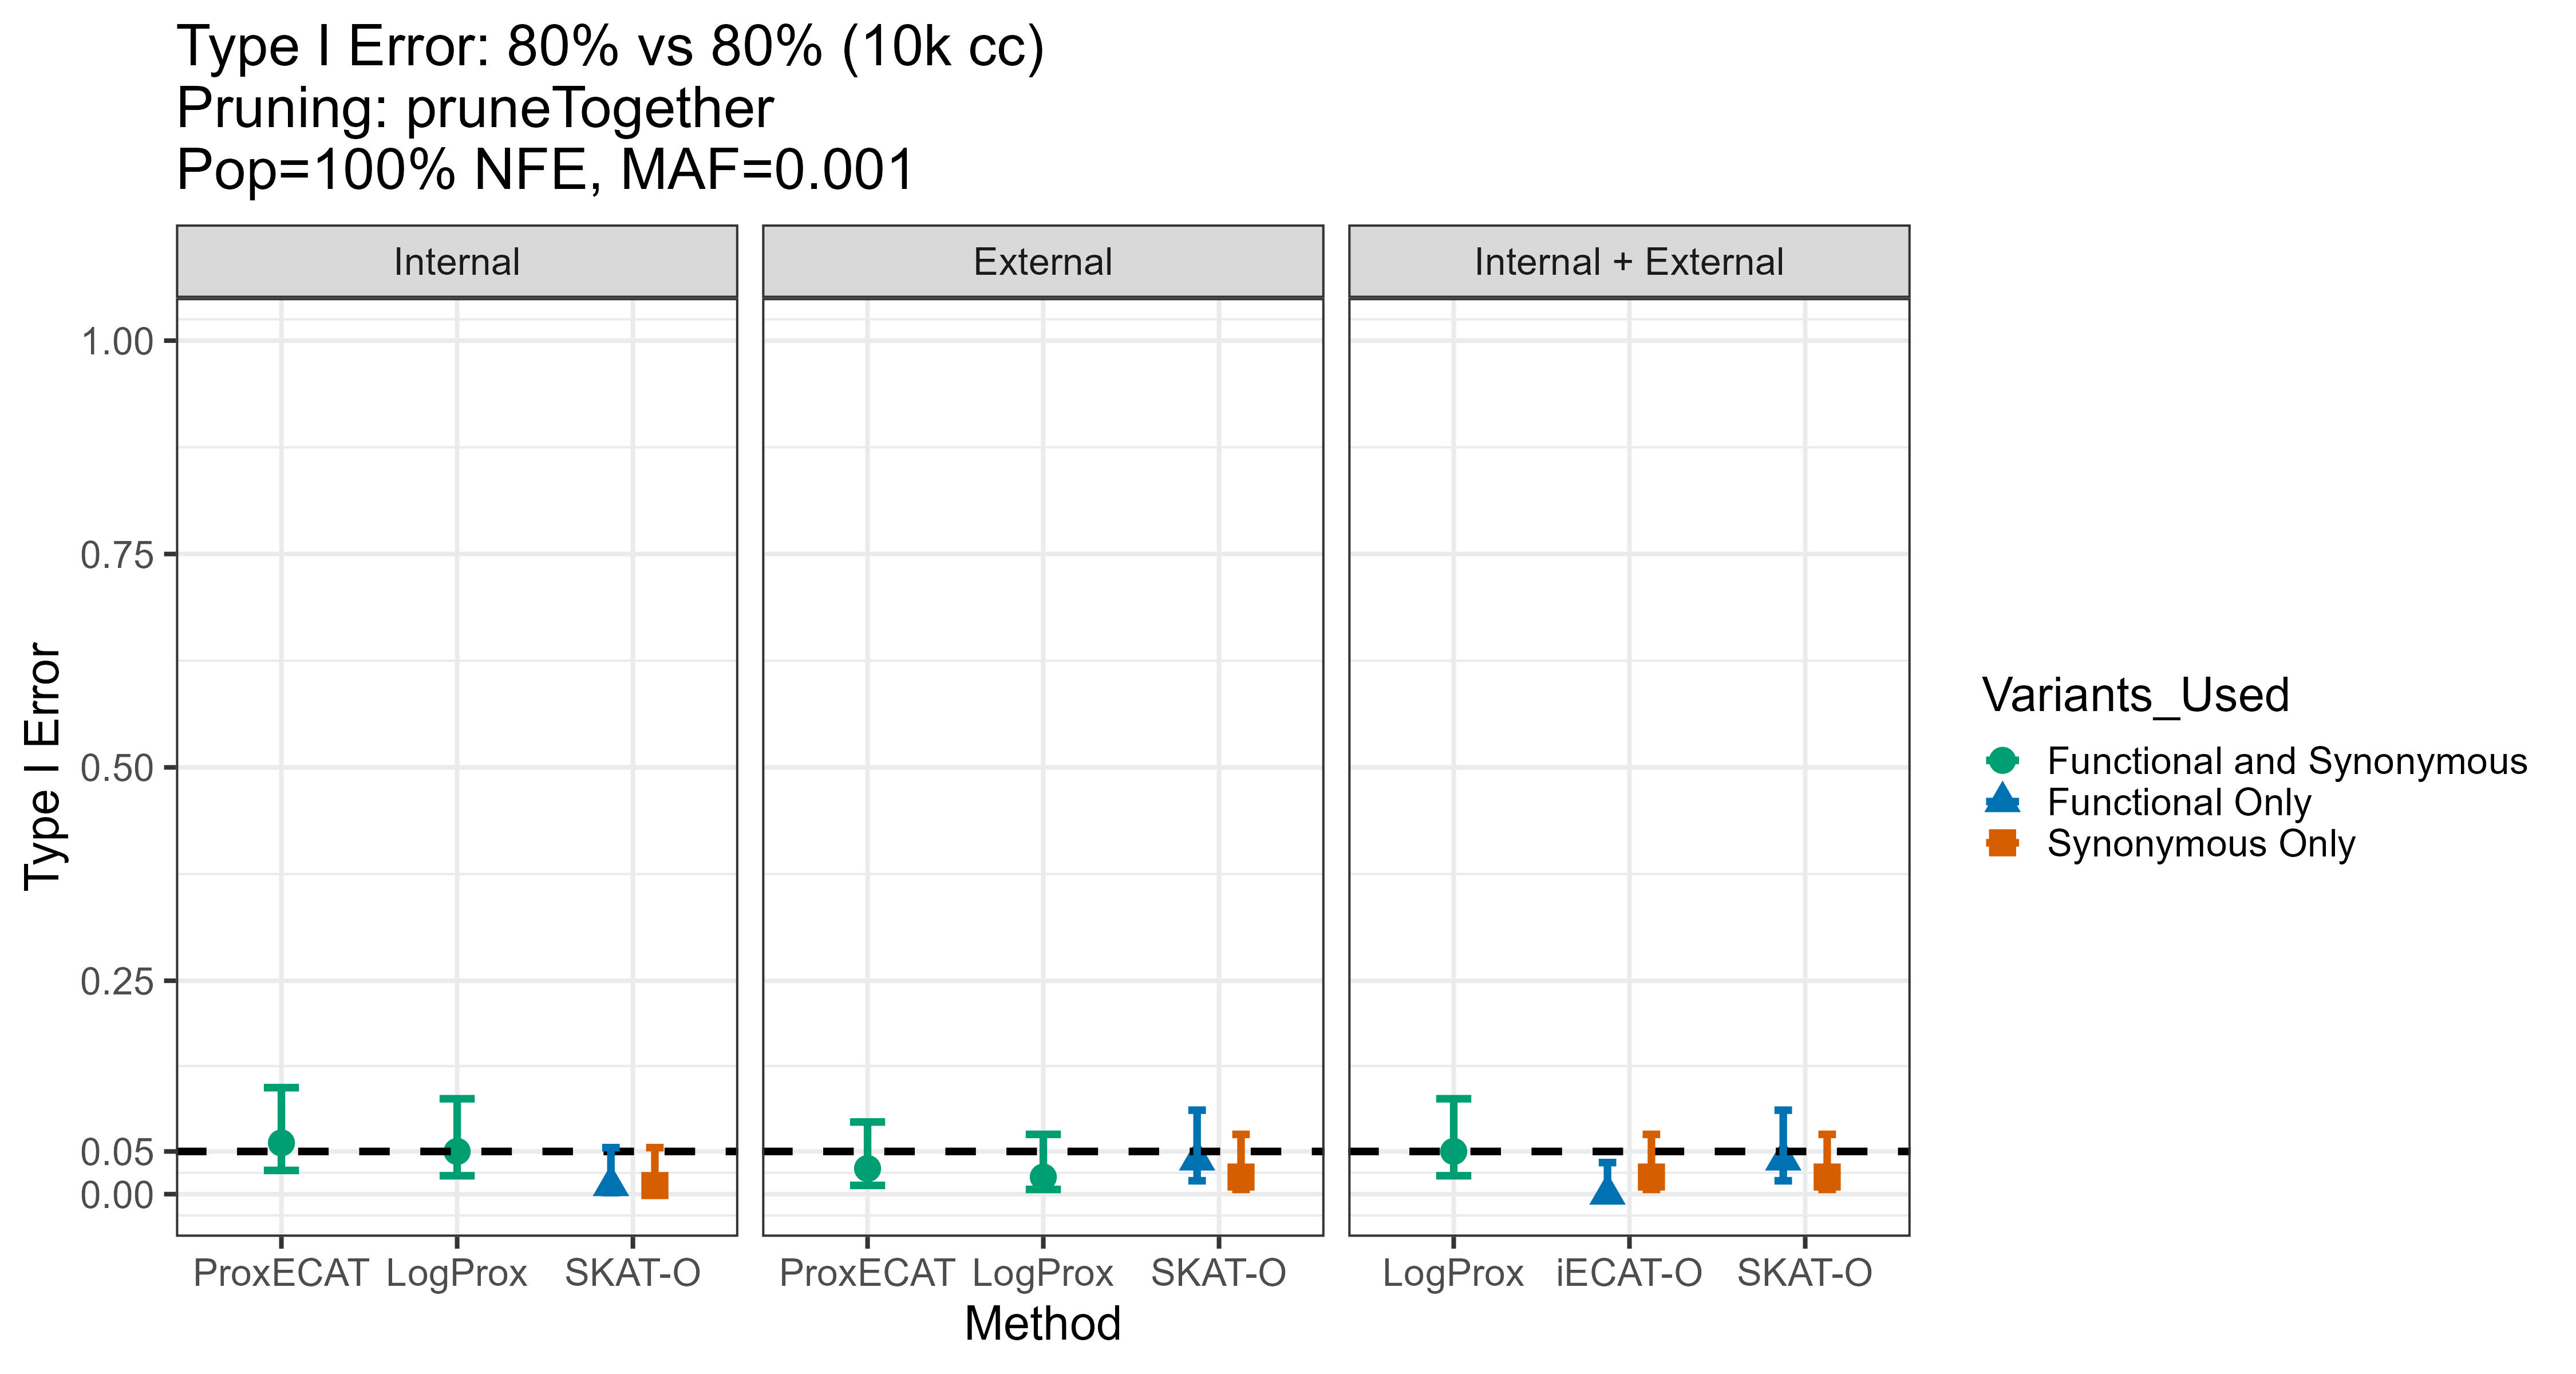 Type I Error: 80% vs 80% (10k cc)
Pruning: pruneTogether
Pop=100% NFE, MAF=0.001
Internal
External
Internal + External
Type I Error
1.00
0.75
0.50
0.25
0.05
0.00
ProxECAT LogProx SKAT-O
ProxECAT LogProx SKAT-O
LogProx iECAT-O SKAT-O
Method
Variants_Used
Functional and Synonymous
Functional Only
Synonymous Only